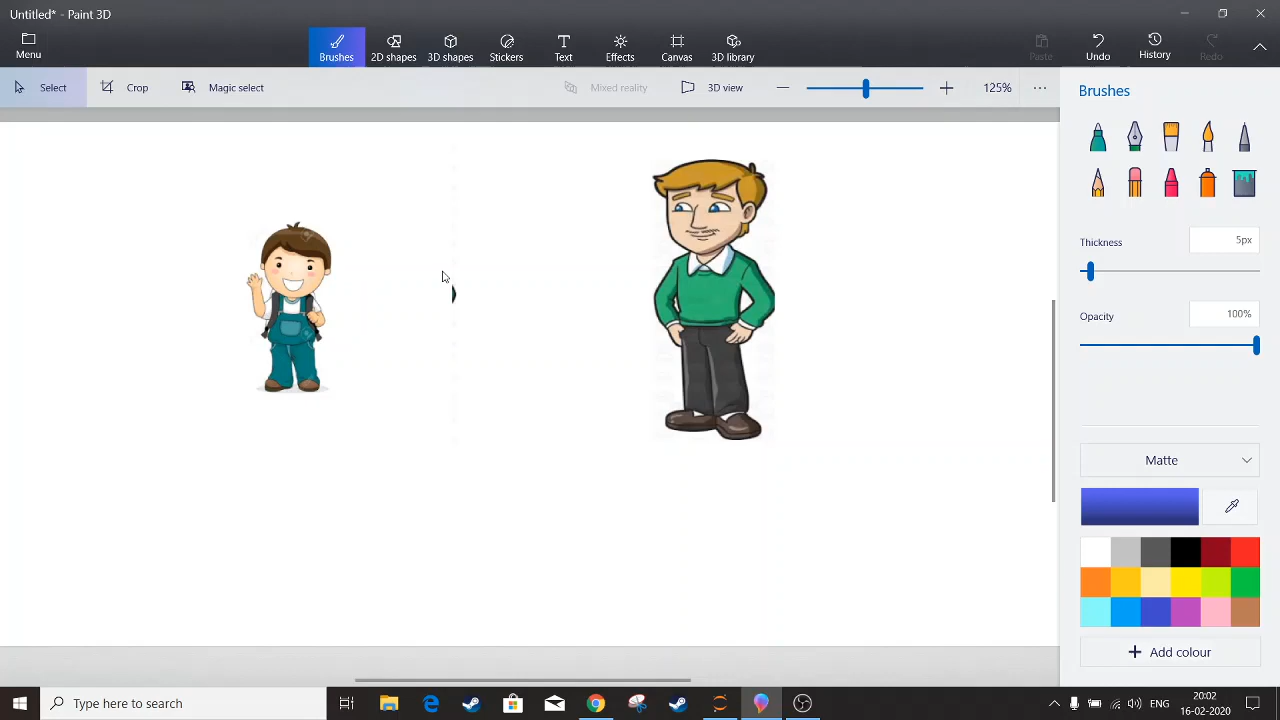 Untitled* - Paint 3D
Menu
Brushes
2D shapes
3D shapes
Stickers
Text
Effects
Canvas
3D library
Paste
Undo
History
Redo
Select
Crop
Magic select
Mixed reality
3D view
125%
Brushes
Thickness
5px
Opacity
100%
Matte
Add colour
Type here to search
ENG
20:02
16-02-2020